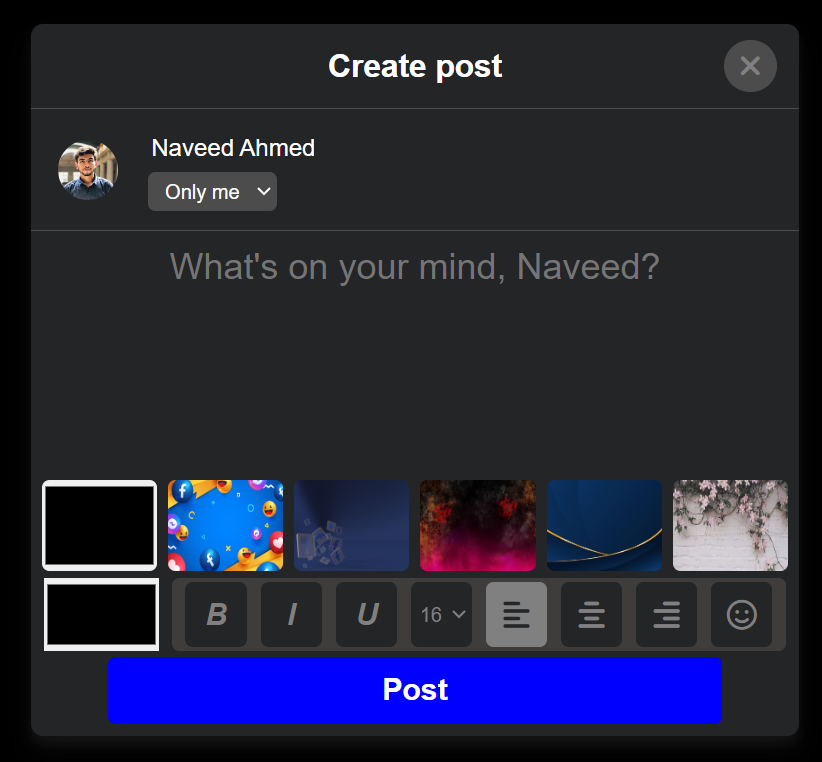 Create post
Naveed Ahmed
Only me
What's on your mind, Naveed?
B I U 16
Post